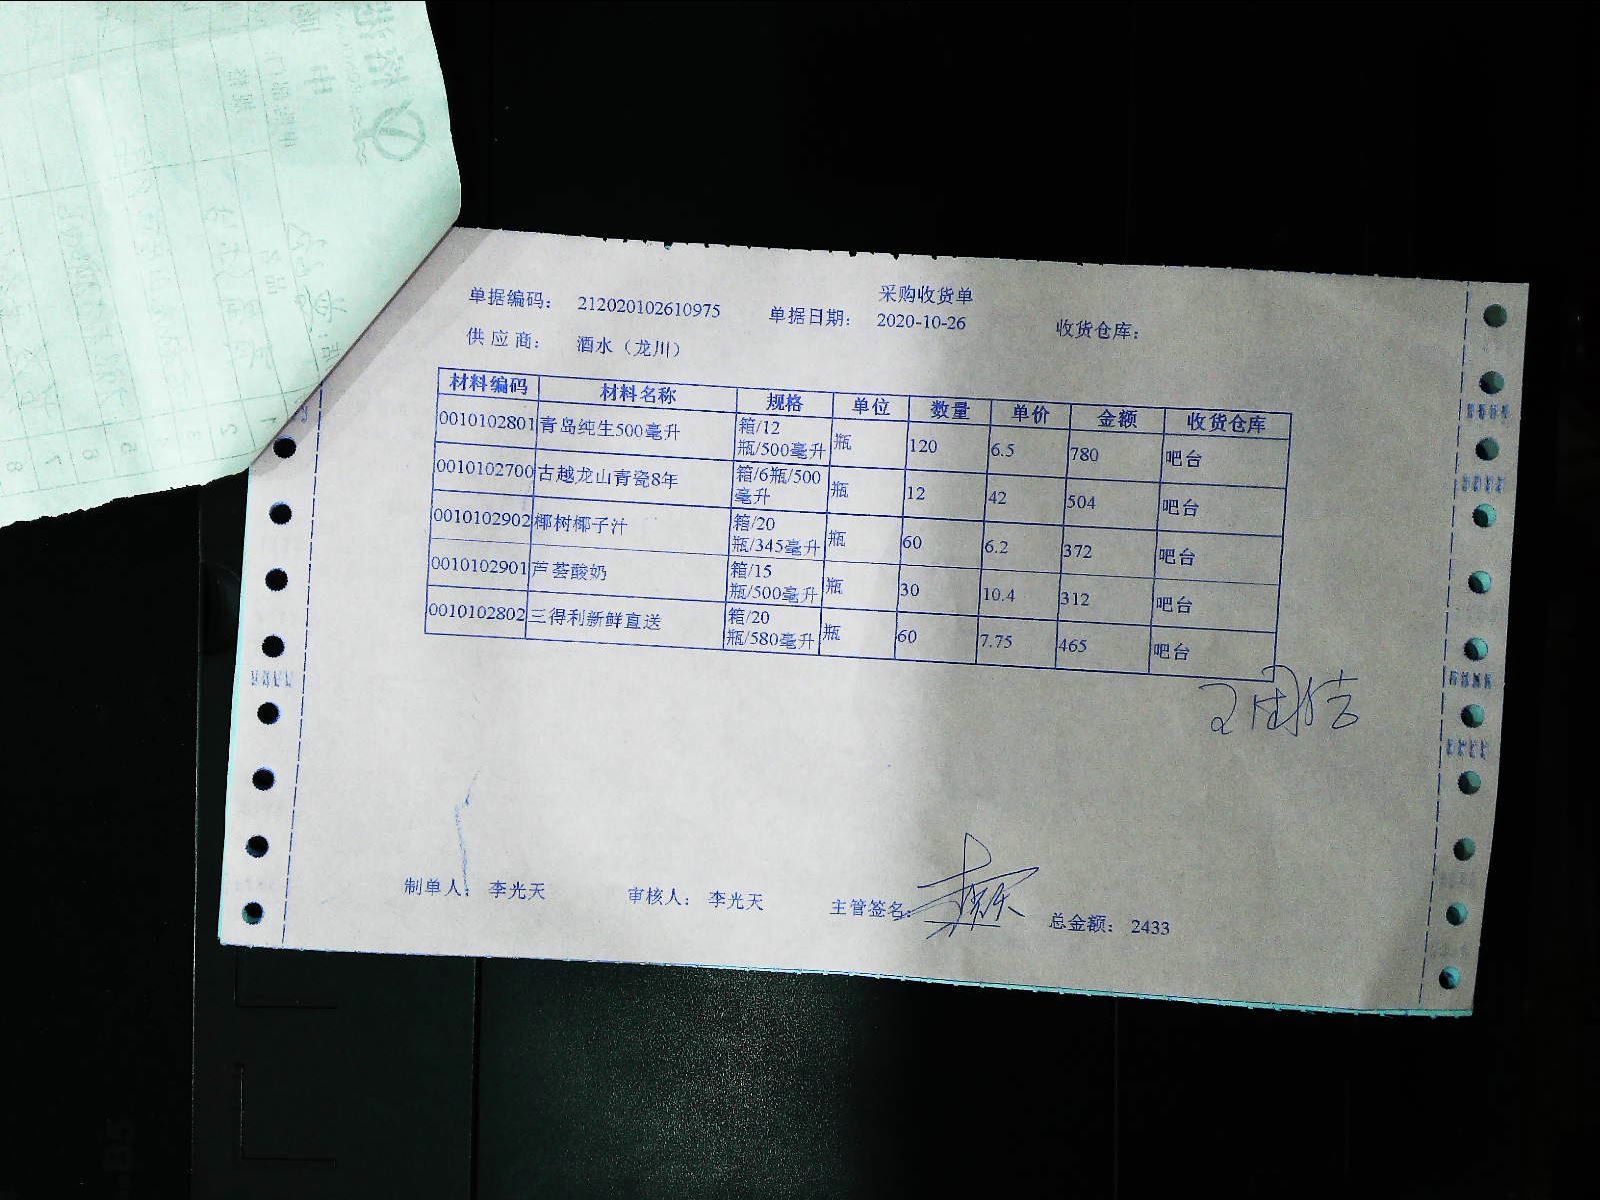 采购收货单
单据编码： 212020102610975 单据日期： 2020-10-26 收货仓库：
供 应 商： 酒水（龙川）
材料编码 材料名称 规格 单位 数量 单价 金额 收货仓库
0010102801 青岛纯生500毫升 箱/12瓶/500毫升 瓶 120 6.5 780 吧台
0010102700 古越龙山青瓷8年 箱/6瓶/500毫升 瓶 12 42 504 吧台
0010102902 椰树椰子汁 箱/20瓶/345毫升 瓶 60 6.2 372 吧台
0010102901 芦荟酸奶 箱/15瓶/500毫升 瓶 30 10.4 312 吧台
0010102802 三得利新鲜直送 箱/20瓶/580毫升 瓶 60 7.75 465 吧台
制单人： 李光天 审核人： 李光天 主管签名： 总金额： 2433